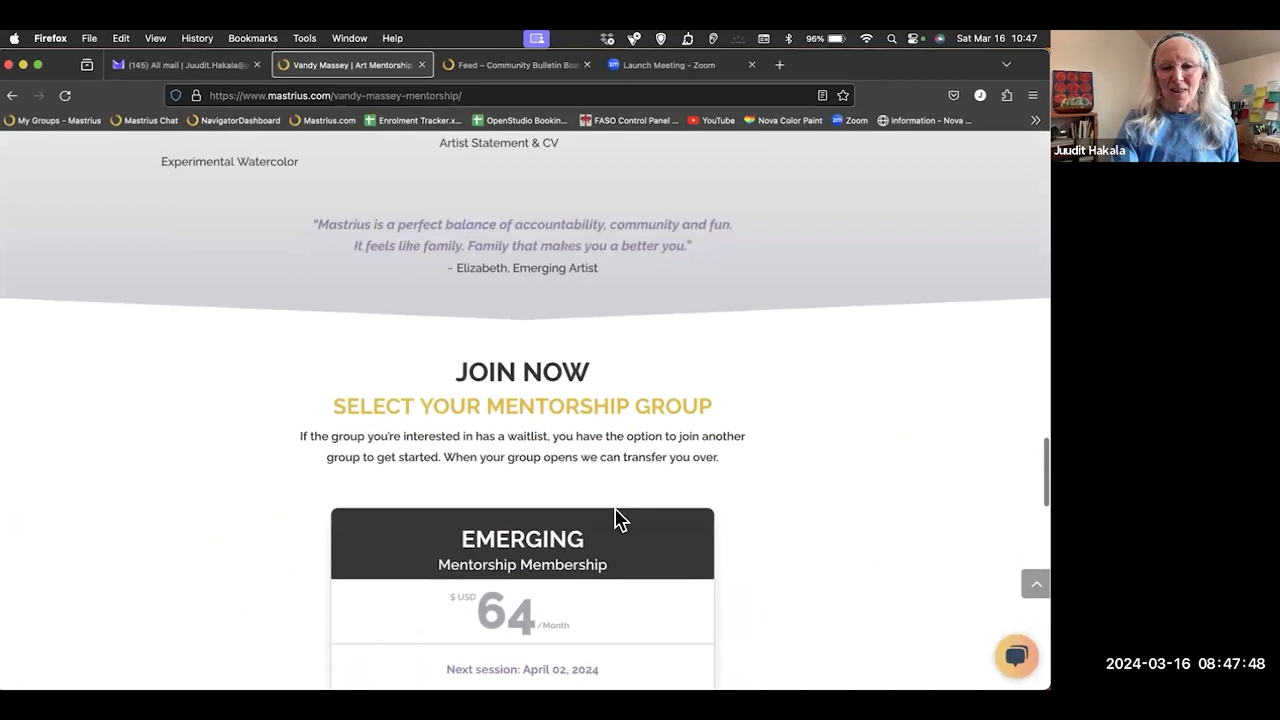 Firefox File Edit View History Bookmarks Tools Window Help 96% Sat Mar 16 10:47
(145) All mail | Juudit.Hakala@ Vandy Massey | Art Mentorship Feed – Community Bulletin Boa Launch Meeting - Zoom
https://www.mastrius.com/vandy-massey-mentorship/
My Groups – Mastrius Mastrius Chat NavigatorDashboard Mastrius.com Enrolment Tracker.x... OpenStudio Bookin... FASO Control Panel ... YouTube Nova Color Paint Zoom Information - Nova ...
Juudit Hakala
Artist Statement & CV
Experimental Watercolor
“Mastrius is a perfect balance of accountability, community and fun.
It feels like family. Family that makes you a better you.”
~ Elizabeth, Emerging Artist
JOIN NOW
SELECT YOUR MENTORSHIP GROUP
If the group you’re interested in has a waitlist, you have the option to join another
group to get started. When your group opens we can transfer you over.
EMERGING
Mentorship Membership
$ USD 64 /Month
Next session: April 02, 2024
2024-03-16 08:47:48